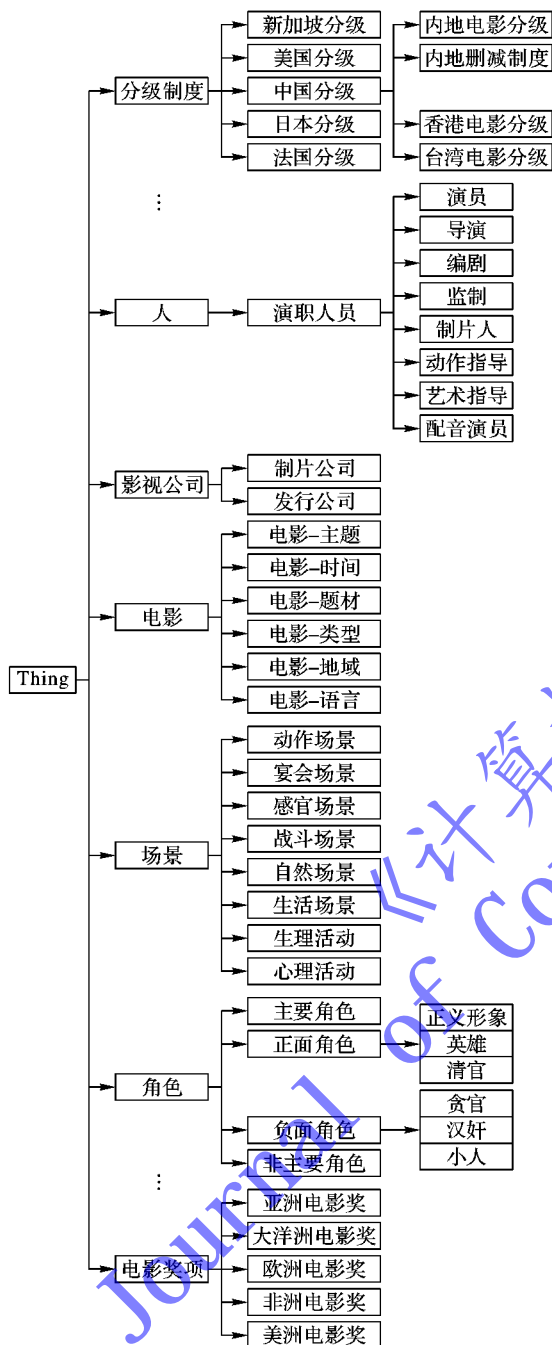 新加坡分级
内地电影分级
美国分级
内地删减制度
分级制度
中国分级
日本分级
香港电影分级
法国分级
台湾电影分级
⋮
演员
导演
编剧
监制
人
演职人员
制片人
动作指导
艺术指导
配音演员
制片公司
影视公司
发行公司
电影-主题
电影-时间
电影-题材
电影
电影-类型
Thing
电影-地域
电影-语言
动作场景
宴会场景
感官场景
战斗场景
场景
自然场景
生活场景
生理活动
心理活动
主要角色
正义形象
正面角色
英雄
清官
角色
贪官
负面角色
汉奸
非主要角色
小人
⋮
亚洲电影奖
大洋洲电影奖
电影奖项
欧洲电影奖
非洲电影奖
美洲电影奖
《计算
Journal of Co